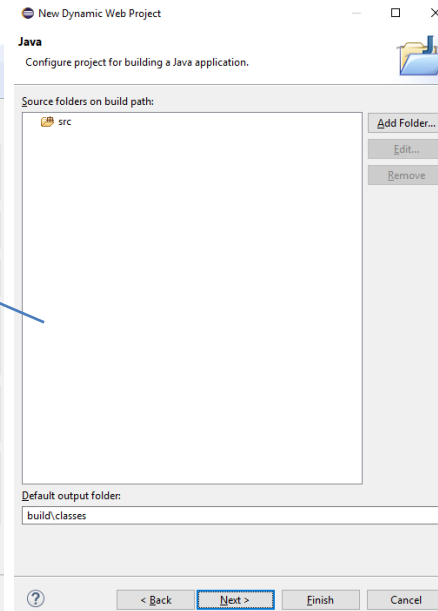 New Dynamic Web Project
Java
Configure project for building a Java application.
Source folders on build path:
src
Add Folder...
Edit...
Remove
Default output folder:
build\classes
< Back
Next >
Finish
Cancel